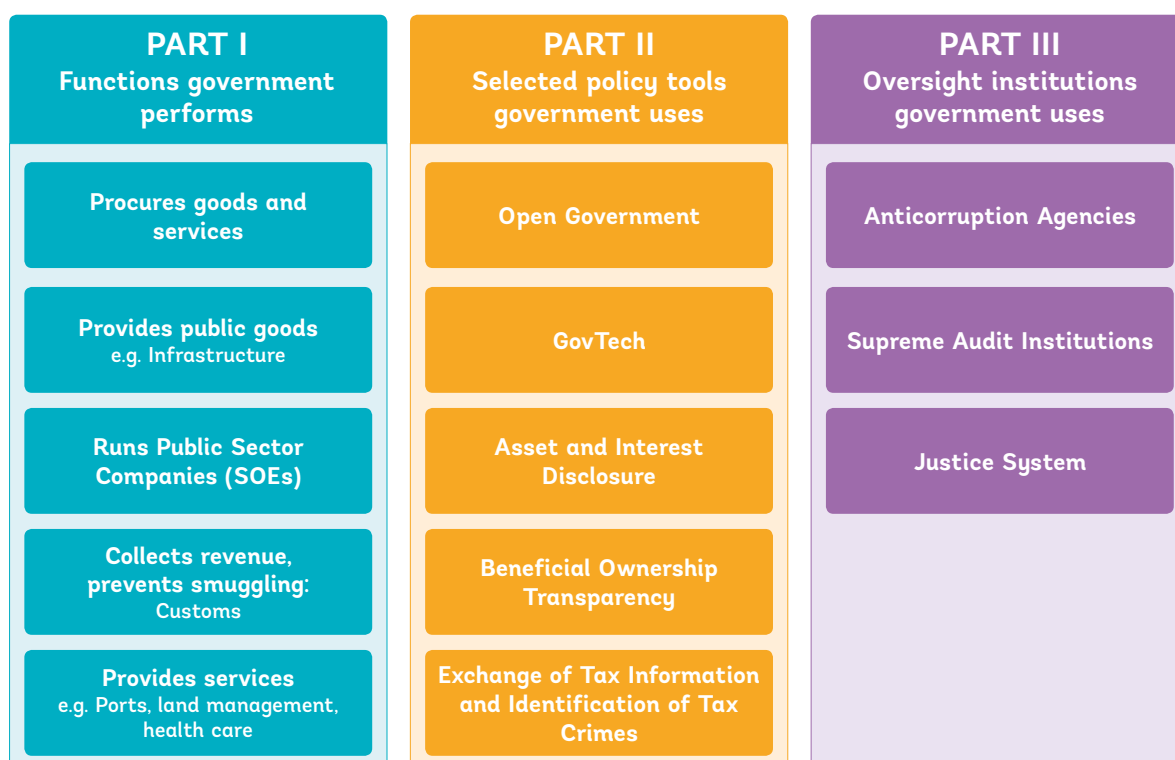 PART I
Functions government
performs
Procures goods and
services
Provides public goods
e.g. Infrastructure
Runs Public Sector
Companies (SOEs)
Collects revenue,
prevents smuggling:
Customs
Provides services
e.g. Ports, land management,
health care
PART II
Selected policy tools
government uses
Open Government
GovTech
Asset and Interest
Disclosure
Beneficial Ownership
Transparency
Exchange of Tax Information
and Identification of Tax
Crimes
PART III
Oversight institutions
government uses
Anticorruption Agencies
Supreme Audit Institutions
Justice System